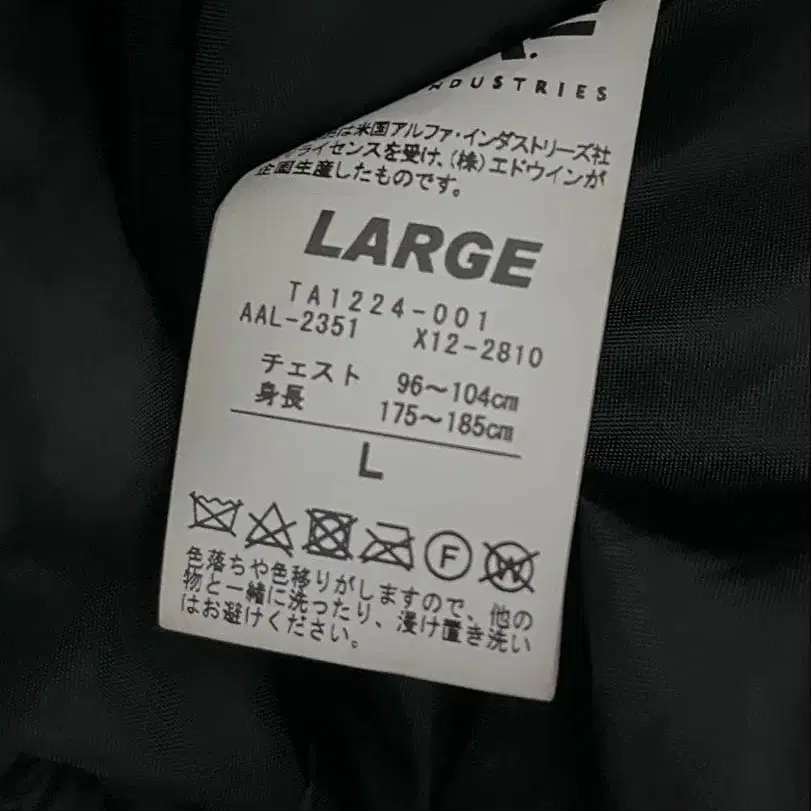 INDUSTRIES
は米国アルファ・インダストリーズ社
ライセンスを受け、(株)エドウインが
企画生産したものです。
LARGE
TA1224-001
AAL-2351 X12-2810
チェスト 96～104cm
身長 175～185cm
L
F W
色落ちや色移りがしますので、他の
物と一緒に洗ったり、浸け置き洗い
はお避けください。